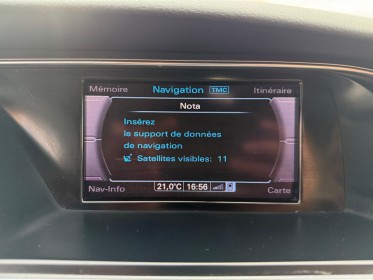 Mémoire Navigation TMC Itinéraire
Nota
Insérez
le support de données
de navigation
Satellites visibles: 11
Nav-Info 21,0°C 16:56 Carte